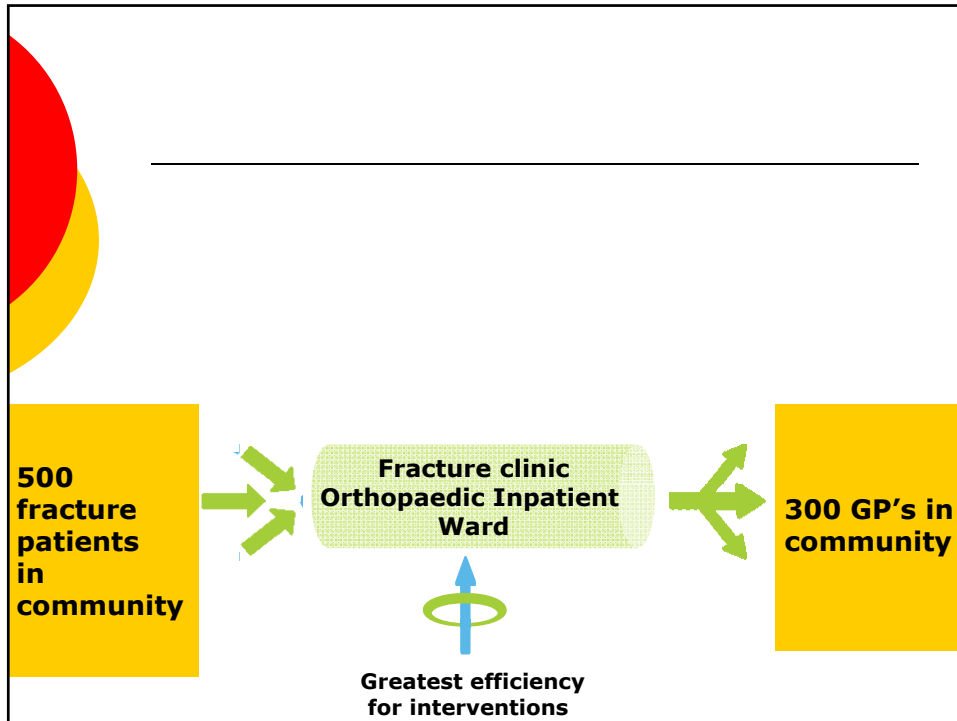 500
fracture
patients
in
community
Fracture clinic
Orthopaedic Inpatient
Ward
300 GP's in
community
Greatest efficiency
for interventions